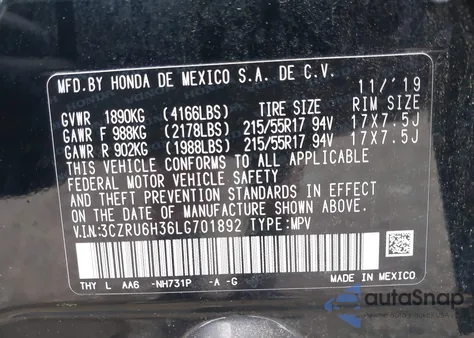 MFD.BY HONDA DE MEXICO S.A. DE C.V.
11/'19
GVWR 1890KG (4166LBS) TIRE SIZE RIM SIZE
GAWR F 988KG (2178LBS) 215/55R17 94V 17X7.5J
GAWR R 902KG (1988LBS) 215/55R17 94V 17X7.5J
THIS VEHICLE CONFORMS TO ALL APPLICABLE
FEDERAL MOTOR VEHICLE SAFETY
AND THEFT PREVENTION STANDARDS IN EFFECT
ON THE DATE OF MANUFACTURE SHOWN ABOVE.
V.I.N:3CZRU6H36LG701892 TYPE:MPV
THY L AA6 -NH731P -A -G MADE IN MEXICO
autoSnap